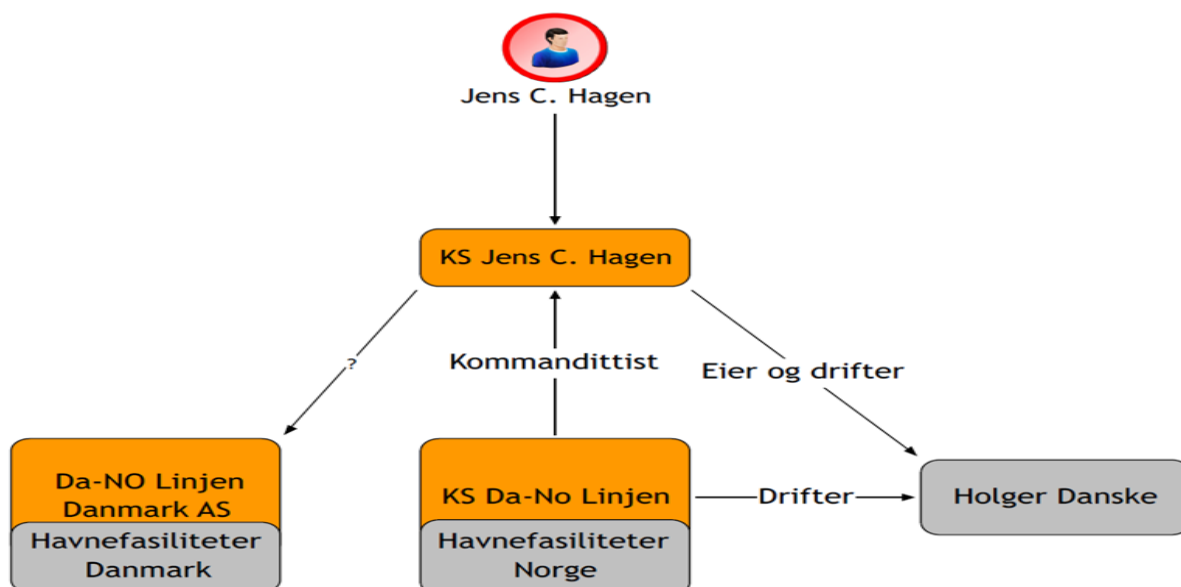 Jens C. Hagen
KS Jens C. Hagen
?
Kommandittist
Eier og drifter
Da-NO Linjen
Danmark AS
Havnefasiliteter
Danmark
KS Da-No Linjen
Havnefasiliteter
Norge
Drifter
Holger Danske